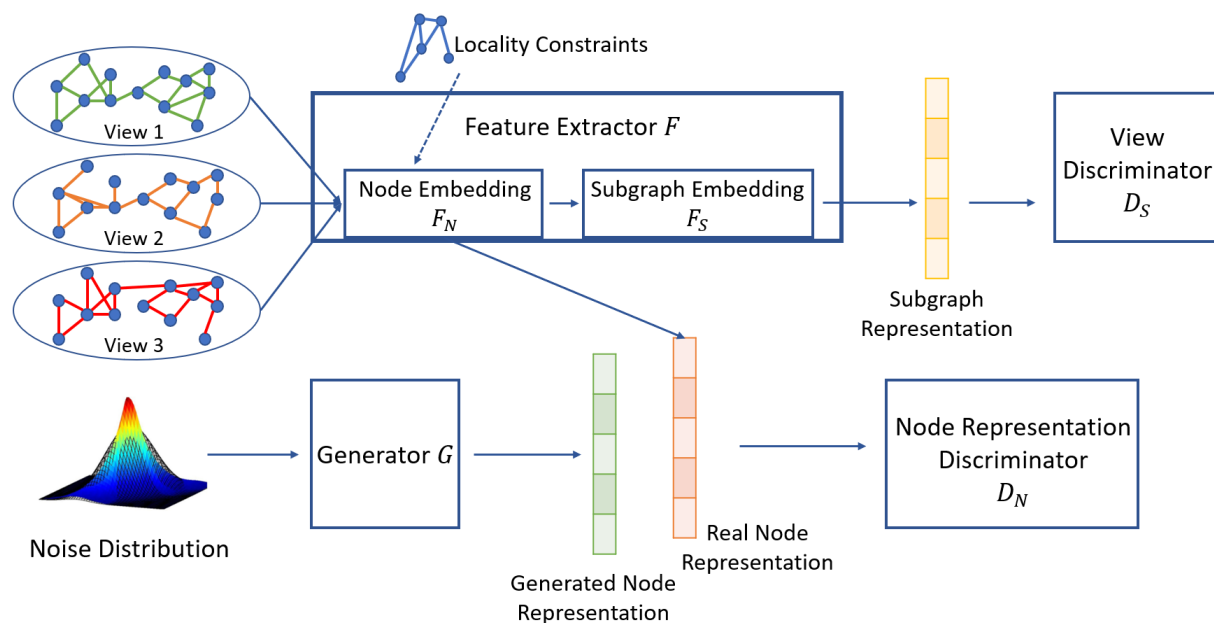 Locality Constraints
View 1
View 2
View 3
Feature Extractor F
Node Embedding
F_N
Subgraph Embedding
F_S
Subgraph
Representation
View
Discriminator
D_S
Noise Distribution
Generator G
Generated Node
Representation
Real Node
Representation
Node Representation
Discriminator
D_N